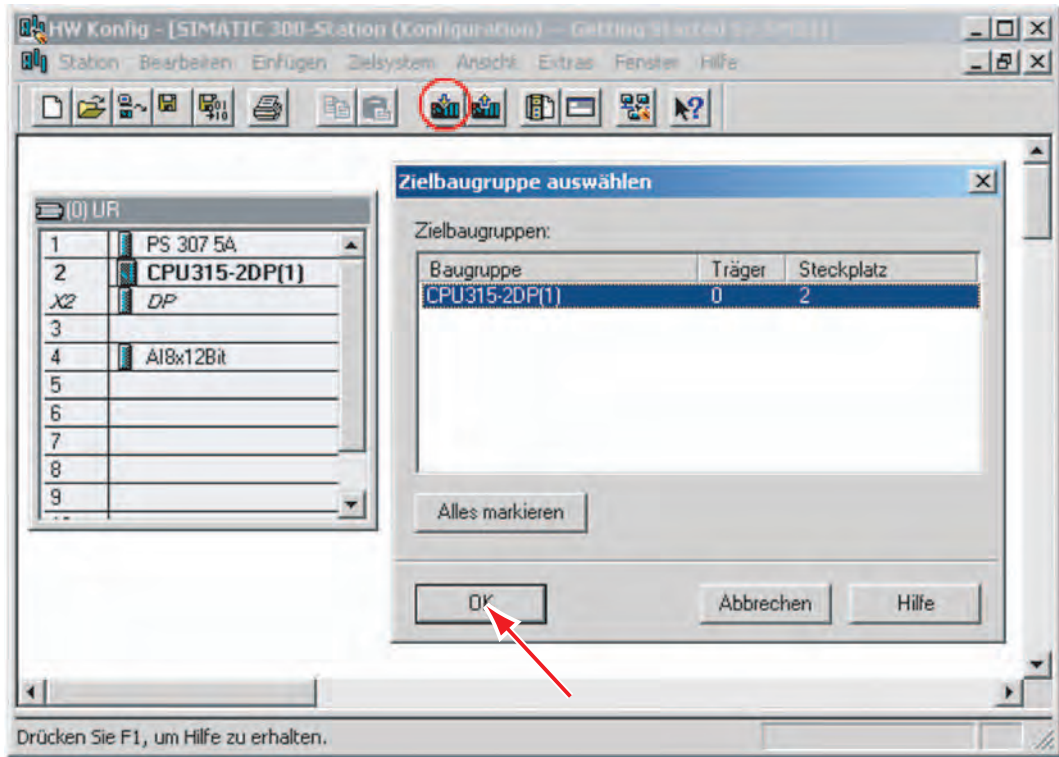 HW Konfig - [SIMATIC 300-Station (Konfiguration) -- Getting Started
Station Bearbeiten Einfügen Zielsystem Ansicht Extras Fenster Hilfe
(0) UR
1 PS 307 5A
2 CPU315-2DP(1)
X2 DP
3
4 AI8x12Bit
5
6
7
8
9
Zielbaugruppe auswählen
Zielbaugruppen:
Baugruppe Träger Steckplatz
CPU315-2DP(1) 0 2
Alles markieren
OK Abbrechen Hilfe
Drücken Sie F1, um Hilfe zu erhalten.